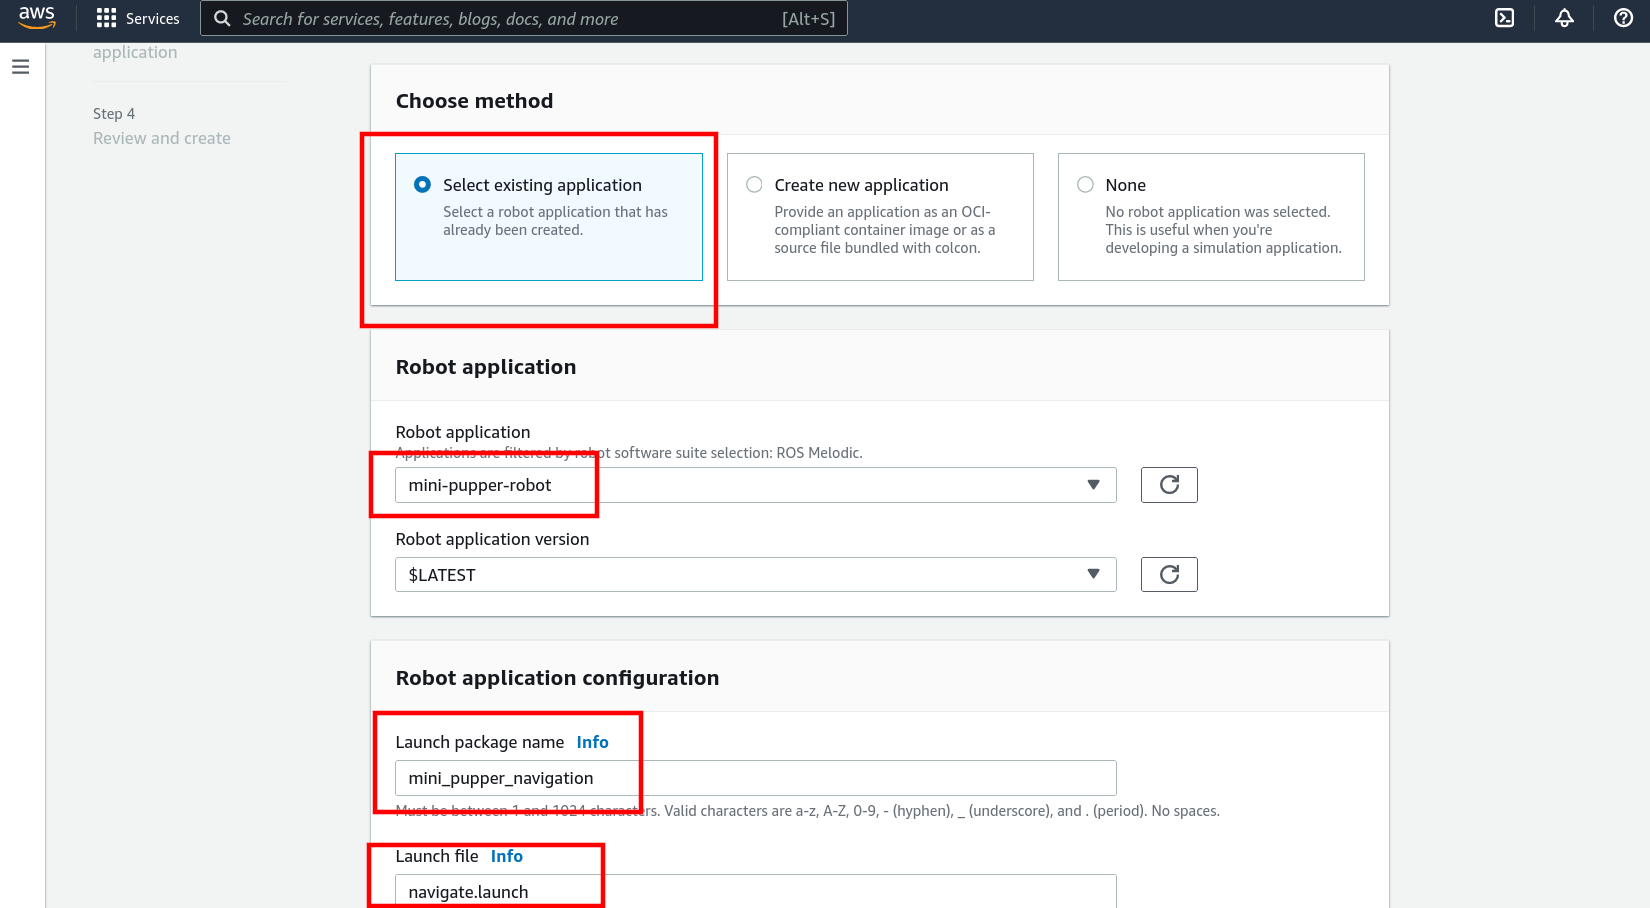 aws
Services
Search for services, features, blogs, docs, and more
[Alt+S]
application
Step 4
Review and create
Choose method
Select existing application
Select a robot application that has
already been created.
Create new application
Provide an application as an OCI-
compliant container image or as a
source file bundled with colcon.
None
No robot application was selected.
This is useful when you're
developing a simulation application.
Robot application
Robot application
Applications are filtered by robot software suite selection: ROS Melodic.
mini-pupper-robot
Robot application version
$LATEST
Robot application configuration
Launch package name Info
mini_pupper_navigation
Must be between 1 and 1024 characters. Valid characters are a-z, A-Z, 0-9, - (hyphen), _ (underscore), and . (period). No spaces.
Launch file Info
navigate.launch